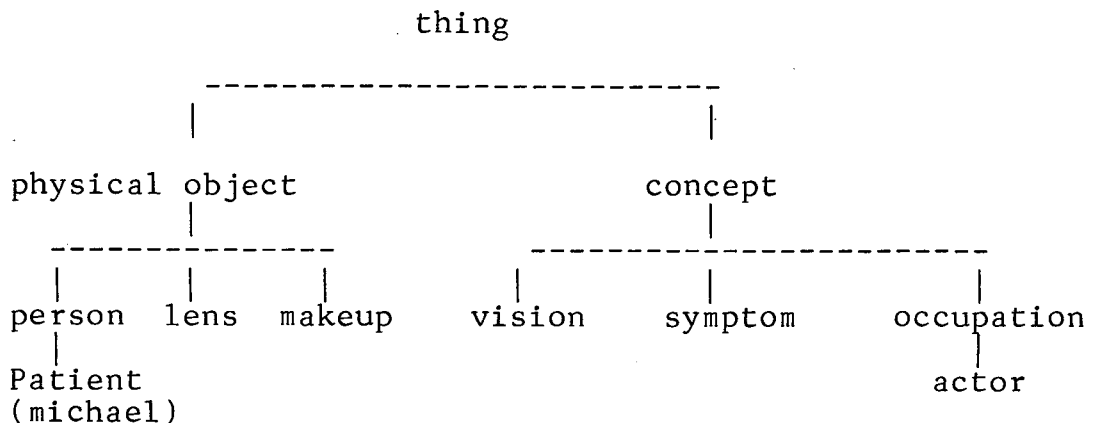 thing
physical object concept
person lens makeup vision symptom occupation
Patient actor
(michael)